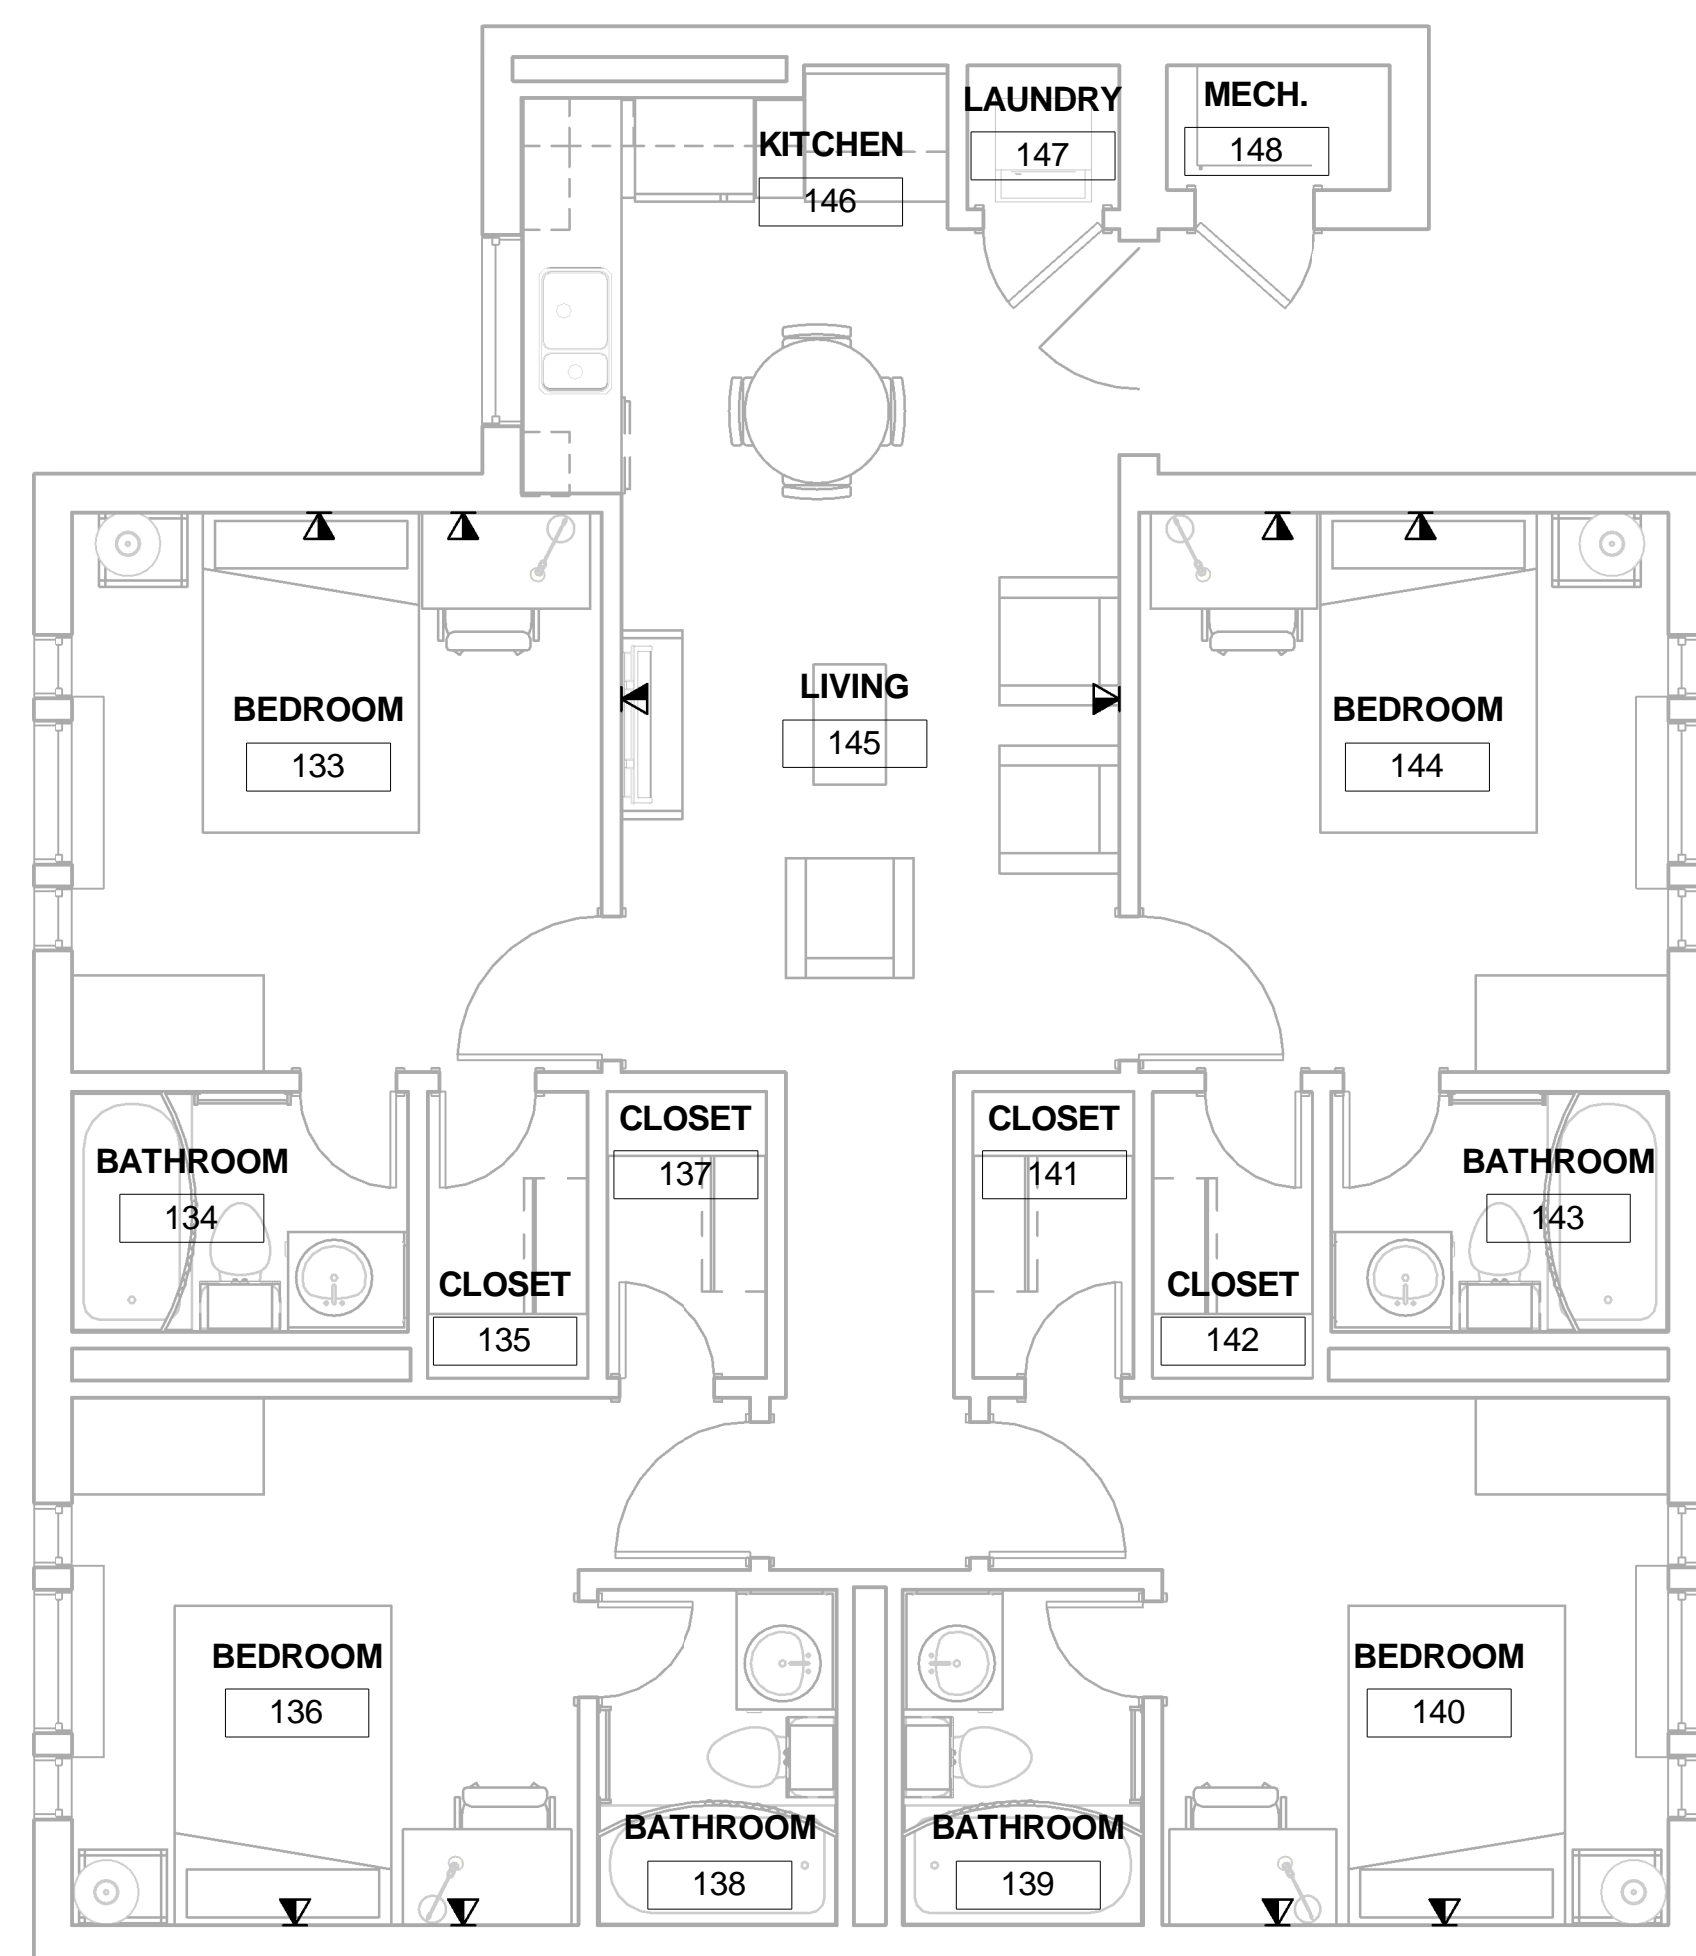 LAUNDRY
147
MECH.
148
KITCHEN
146
BEDROOM
133
LIVING
145
BEDROOM
144
BATHROOM
134
CLOSET
137
CLOSET
141
BATHROOM
143
CLOSET
135
CLOSET
142
BEDROOM
136
BEDROOM
140
BATHROOM
138
BATHROOM
139